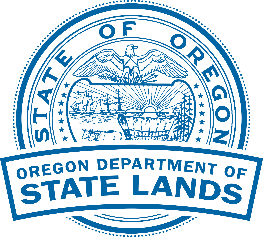 STATE OF OREGON
OREGON DEPARTMENT OF
STATE LANDS